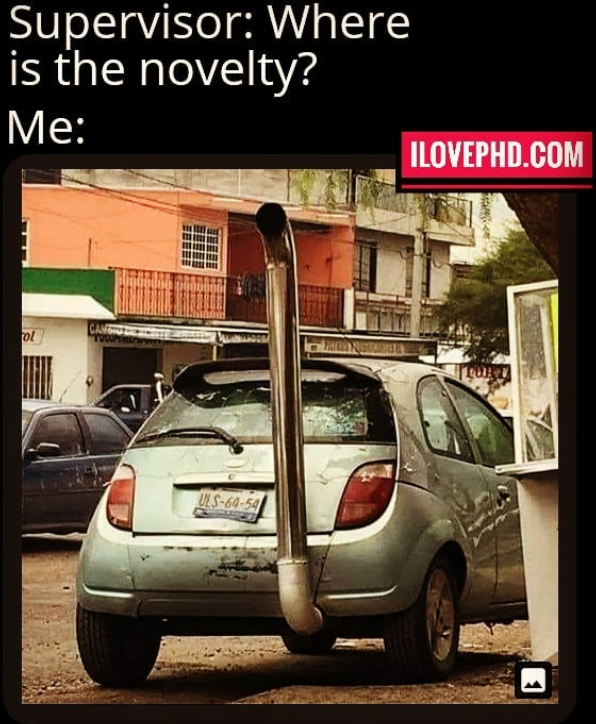 Supervisor: Where
is the novelty?
Me:
ILOVEPHD.COM
ULS-64-54